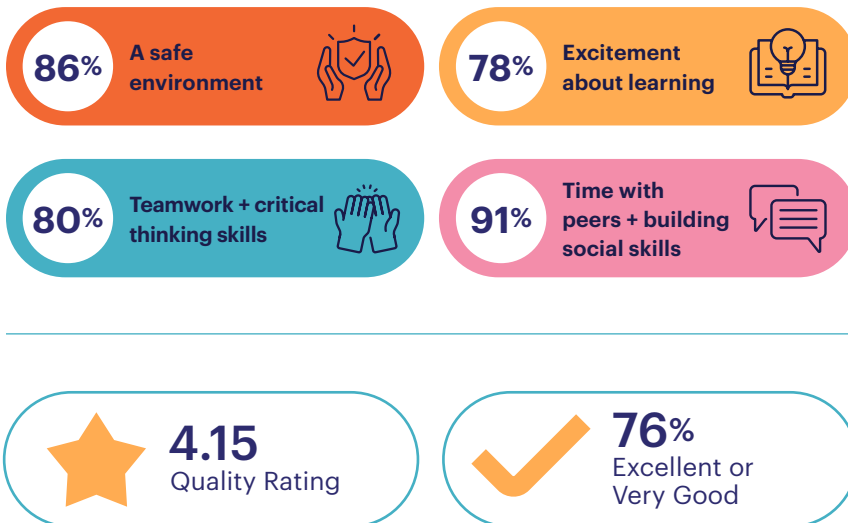 86%
A safe
environment
78%
Excitement
about learning
80%
Teamwork + critical
thinking skills
91%
Time with
peers + building
social skills
4.15
Quality Rating
76%
Excellent or
Very Good